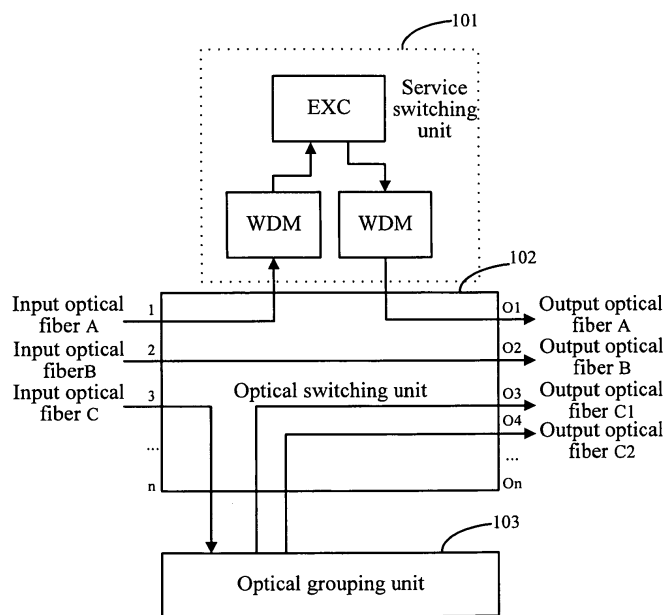 101
EXC
Service
switching
unit
WDM
WDM
102
Input optical
fiber A
1
O1
Output optical
fiber A
Input optical
fiberB
2
O2
Output optical
fiber B
Input optical
fiber C
3
Optical switching unit
O3
Output optical
fiber C1
O4
Output optical
fiber C2
...
...
n
On
103
Optical grouping unit